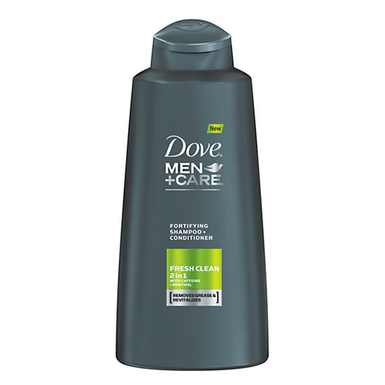 New
Dove
MEN
+CARE
FORTIFYING
SHAMPOO+
CONDITIONER
FRESH CLEAN
2 in 1
WITH CAFFEINE
+ MENTHOL
REMOVES GREASE &
REVITALIZES